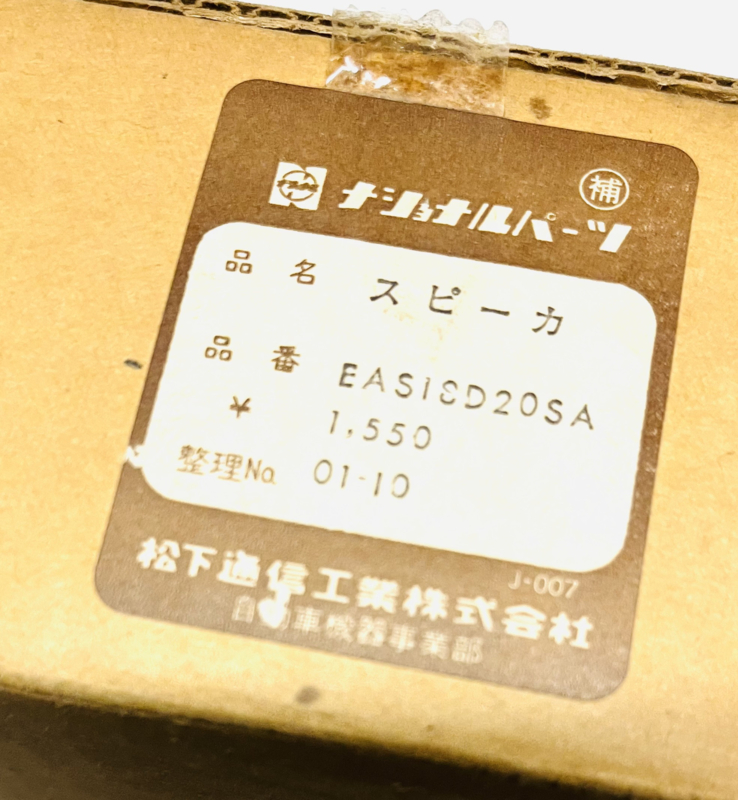 �
補
ナショナルパーツ
品名 スピーカ
品番 EAS18D20SA
¥ 1,550
整理No. 01-10
J-007
松下通信工業株式会社
自動車機器事業部